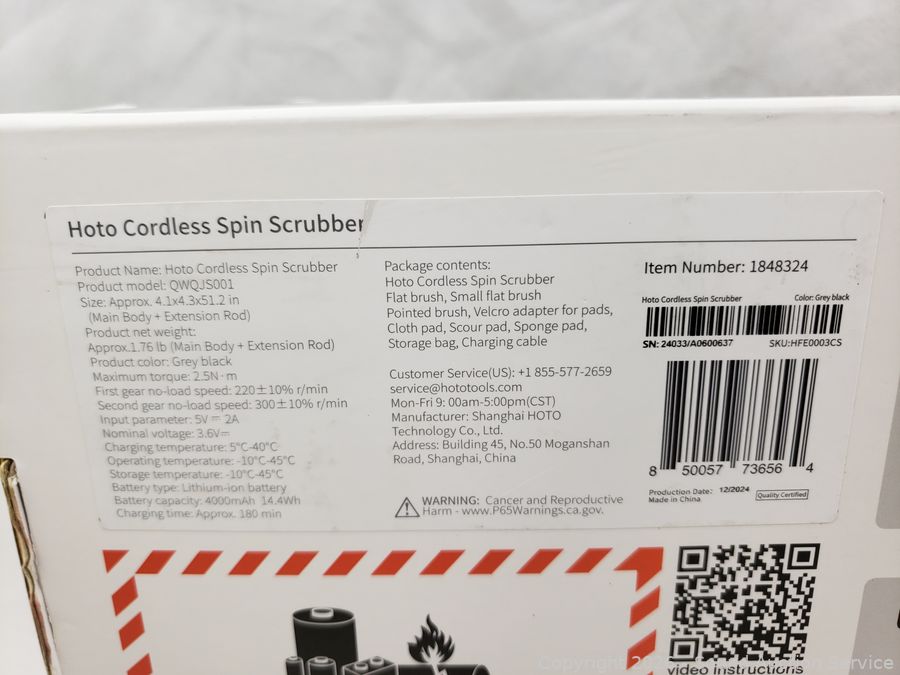 Hoto Cordless Spin Scrubber
Product Name: Hoto Cordless Spin Scrubber
Product model: QWQJS001
Size: Approx. 4.1x4.3x51.2 in
(Main Body + Extension Rod)
Product net weight:
Approx.1.76 lb (Main Body + Extension Rod)
Product color: Grey black
Maximum torque: 2.5N·m
First gear no-load speed: 220±10% r/min
Second gear no-load speed: 300±10% r/min
Input parameter: 5V⎓2A
Nominal voltage: 3.6V⎓
Charging temperature: 5°C-40°C
Operating temperature: -10°C-45°C
Storage temperature: -10°C-45°C
Battery type: Lithium-ion battery
Battery capacity: 4000mAh 14.4Wh
Charging time: Approx. 180 min
Package contents:
Hoto Cordless Spin Scrubber
Flat brush, Small flat brush
Pointed brush, Velcro adapter for pads,
Cloth pad, Scour pad, Sponge pad,
Storage bag, Charging cable
Customer Service(US): +1 855-577-2659
service@hototools.com
Mon-Fri 9: 00am-5:00pm(CST)
Manufacturer: Shanghai HOTO
Technology Co., Ltd.
Address: Building 45, No.50 Moganshan
Road, Shanghai, China
WARNING: Cancer and Reproductive
Harm - www.P65Warnings.ca.gov.
Item Number: 1848324
Hoto Cordless Spin Scrubber Color: Grey black
SN: 24033/A0600637 SKU:HFE0003CS
8 50057 73656 4
Production Date: 12/2024
Made in China
Quality Certified
video instructions
Copyright Auction Service